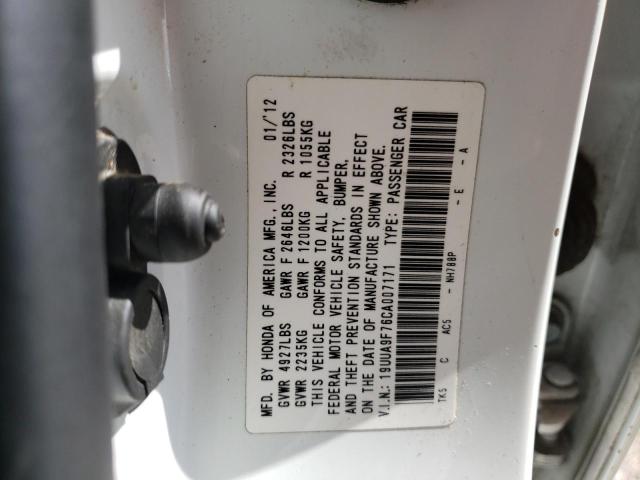 MFD. BY HONDA OF AMERICA MFG., INC. 01/'12
GVWR 4927LBS GAWR F 2646LBS R 2326LBS
GVWR 2235KG GAWR F 1200KG R 1055KG
THIS VEHICLE CONFORMS TO ALL APPLICABLE
FEDERAL MOTOR VEHICLE SAFETY, BUMPER,
AND THEFT PREVENTION STANDARDS IN EFFECT
ON THE DATE OF MANUFACTURE SHOWN ABOVE.
V.I.N.: 19UUA9F76CA007171 TYPE: PASSENGER CAR
TK5 C AC5 - NH788P - E - A